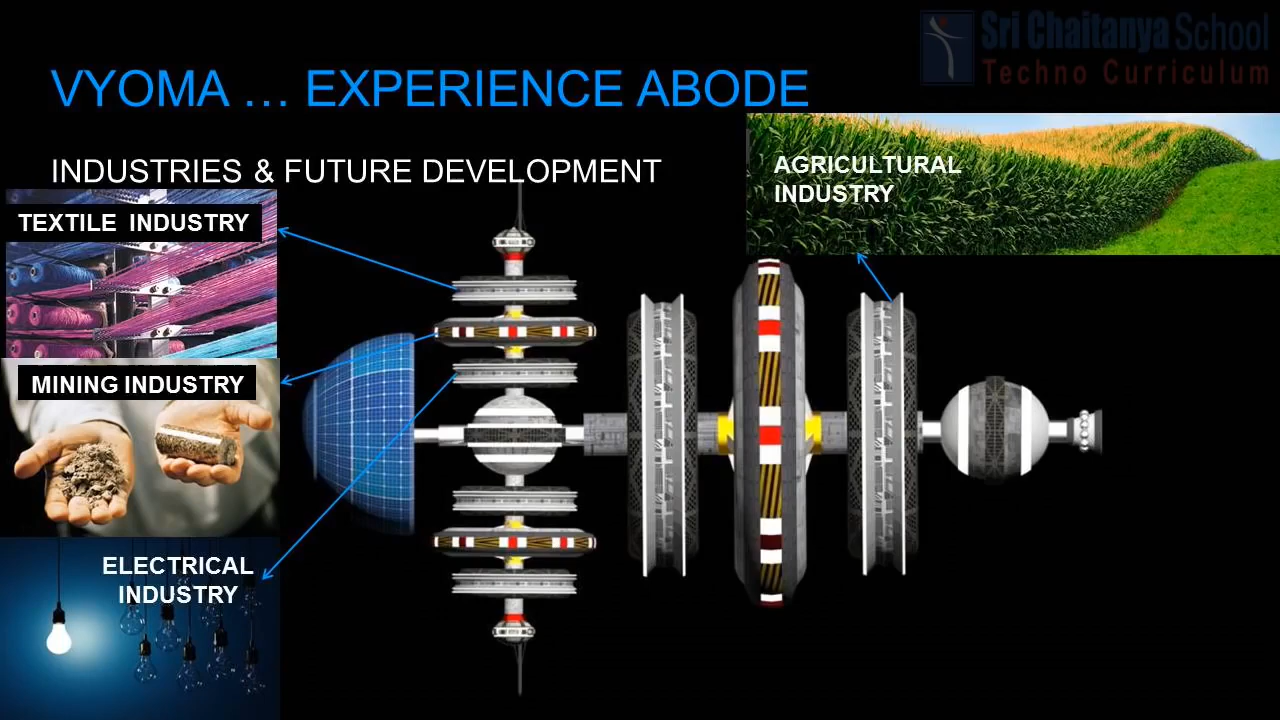 Sri Chaitanya School
Techno Curriculum
VYOMA … EXPERIENCE ABODE
INDUSTRIES & FUTURE DEVELOPMENT
AGRICULTURAL
INDUSTRY
TEXTILE INDUSTRY
MINING INDUSTRY
ELECTRICAL
INDUSTRY